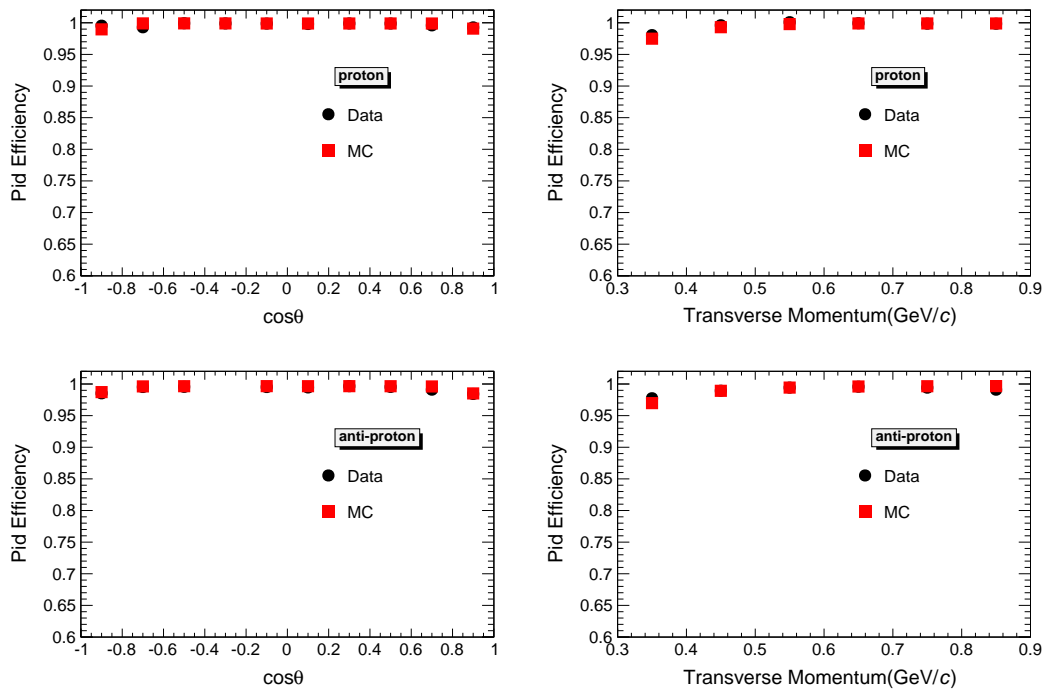 1
0.95
0.9
0.85
0.8
0.75
0.7
0.65
0.6
Pid Efficiency
proton
Data
MC
-1 -0.8 -0.6 -0.4 -0.2 0 0.2 0.4 0.6 0.8 1
cosθ
1
0.95
0.9
0.85
0.8
0.75
0.7
0.65
0.6
Pid Efficiency
proton
Data
MC
0.3 0.4 0.5 0.6 0.7 0.8 0.9
Transverse Momentum(GeV/c)
1
0.95
0.9
0.85
0.8
0.75
0.7
0.65
0.6
Pid Efficiency
anti-proton
Data
MC
-1 -0.8 -0.6 -0.4 -0.2 0 0.2 0.4 0.6 0.8 1
cosθ
1
0.95
0.9
0.85
0.8
0.75
0.7
0.65
0.6
Pid Efficiency
anti-proton
Data
MC
0.3 0.4 0.5 0.6 0.7 0.8 0.9
Transverse Momentum(GeV/c)